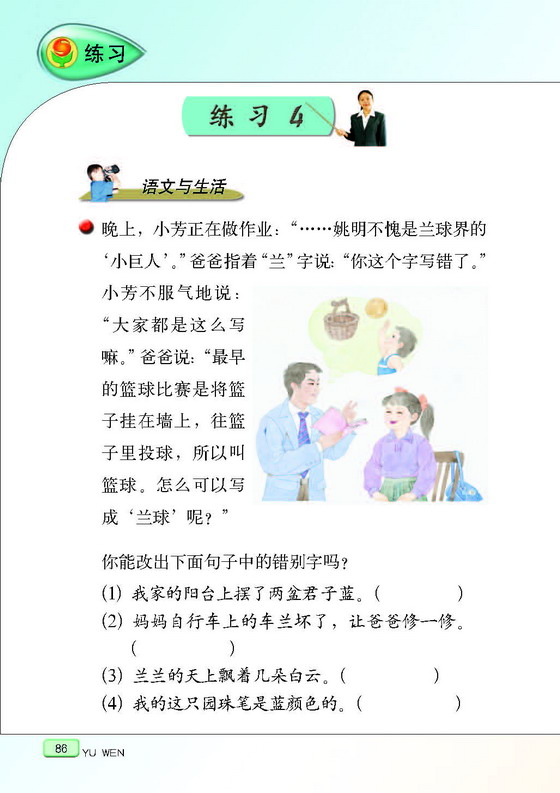 练习
练习 4
语文与生活
晚上，小芳正在做作业：“……姚明不愧是兰球界的
‘小巨人’。”爸爸指着“兰”字说：“你这个字写错了。”
小芳不服气地说：
“大家都是这么写
嘛。”爸爸说：“最早
的篮球比赛是将篮
子挂在墙上，往篮
子里投球，所以叫
篮球。怎么可以写
成‘兰球’呢？”
你能改出下面句子中的错别字吗？
(1) 我家的阳台上摆了两盆君子蓝。（　　　）
(2) 妈妈自行车上的车兰坏了，让爸爸修一修。
（　　　）
(3) 兰兰的天上飘着几朵白云。（　　　）
(4) 我的这只园珠笔是蓝颜色的。（　　　）
86 YU WEN